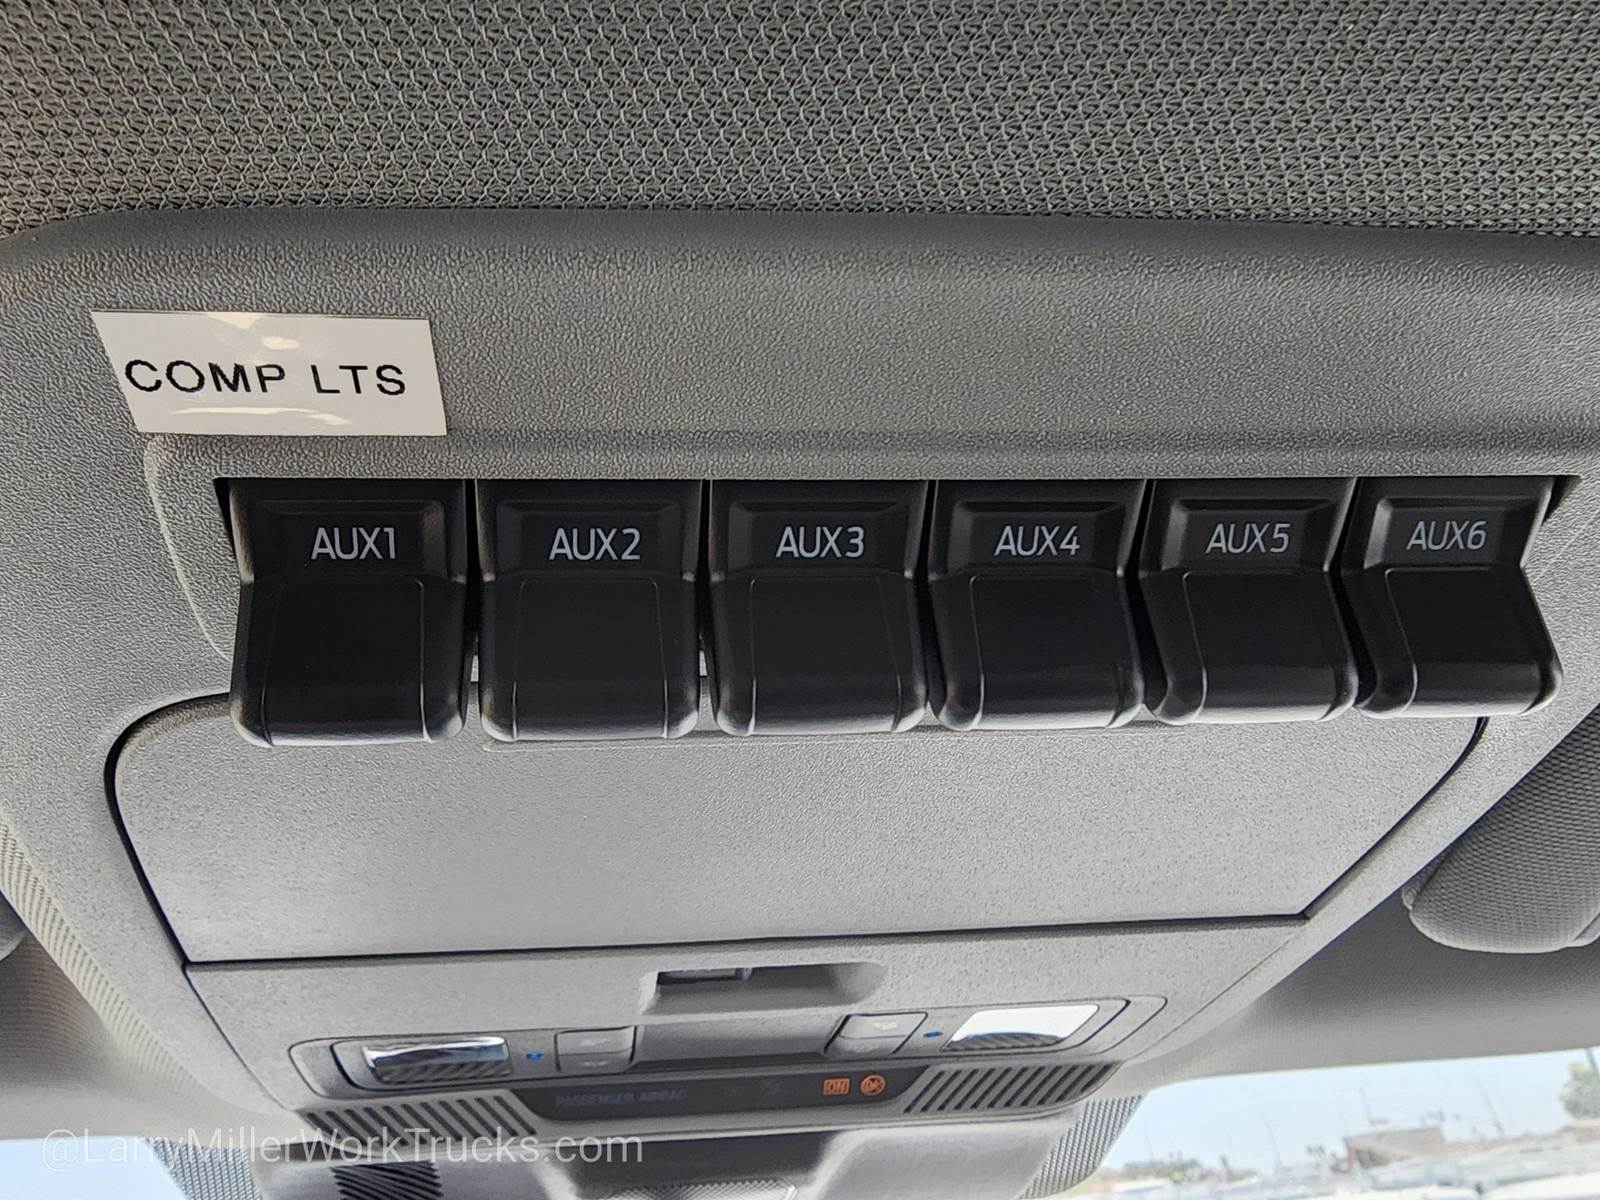 COMP LTS
AUX1 AUX2 AUX3 AUX4 AUX5 AUX6
PASSENGER AIRBAG
ON
@LarryMillerWorkTrucks.com